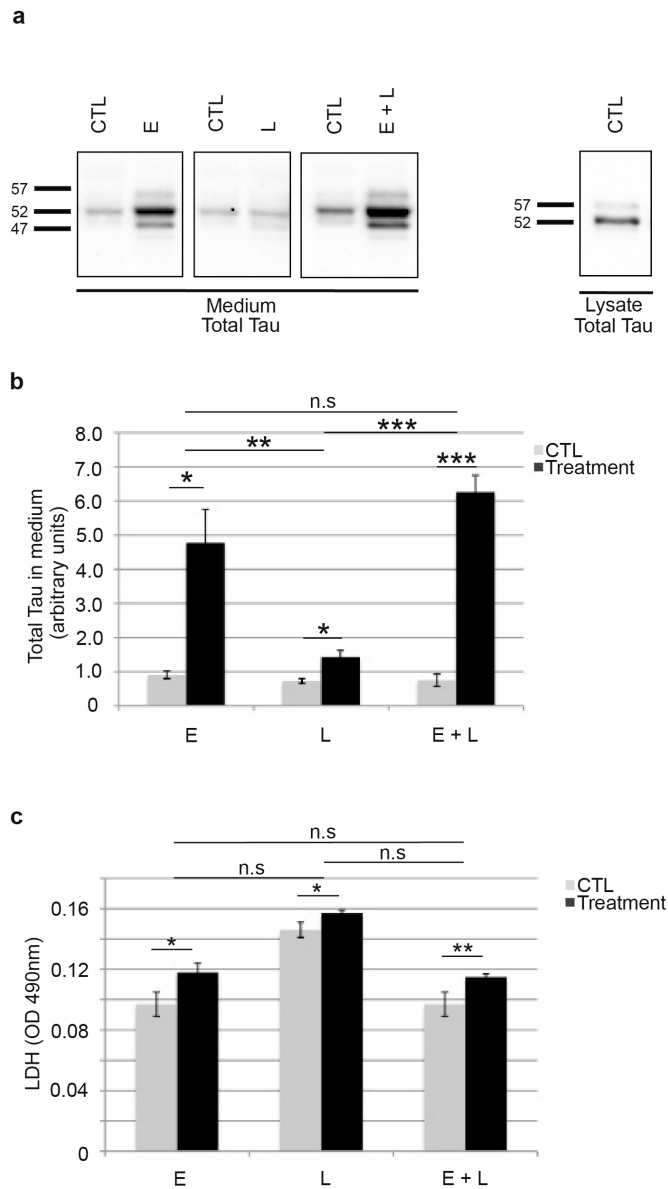 a
CTL
E
CTL
L
CTL
E + L
CTL
57
52
47
57
52
Medium
Total Tau
Lysate
Total Tau
b
n.s
**
***
CTL
Treatment
*
*
***
8.0
7.0
6.0
5.0
4.0
3.0
2.0
1.0
0
Total Tau in medium
(arbitrary units)
E
L
E + L
c
n.s
n.s
n.s
CTL
Treatment
*
*
**
0.16
0.12
0.08
0.04
0
LDH (OD 490nm)
E
L
E + L